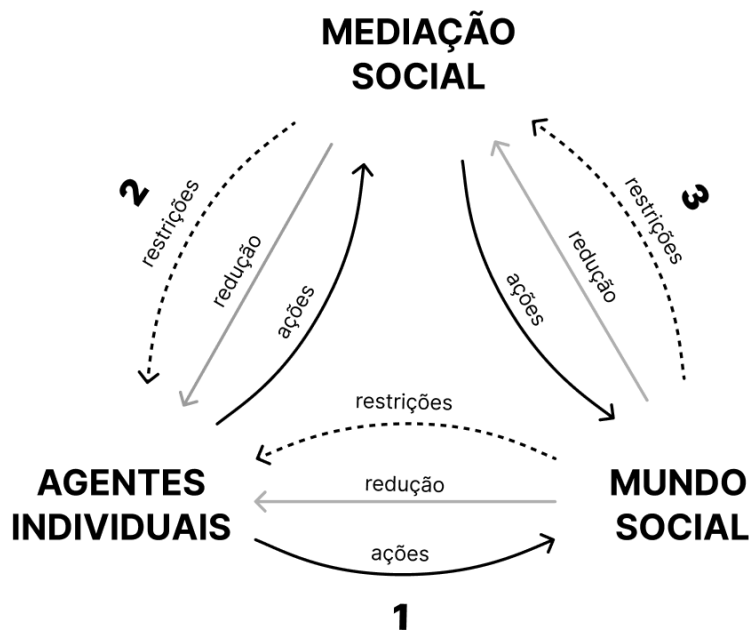 MEDIAÇÃO
SOCIAL
2
restrições
redução
ações
ações
redução
restrições
3
restrições
redução
ações
AGENTES
INDIVIDUAIS
MUNDO
SOCIAL
1